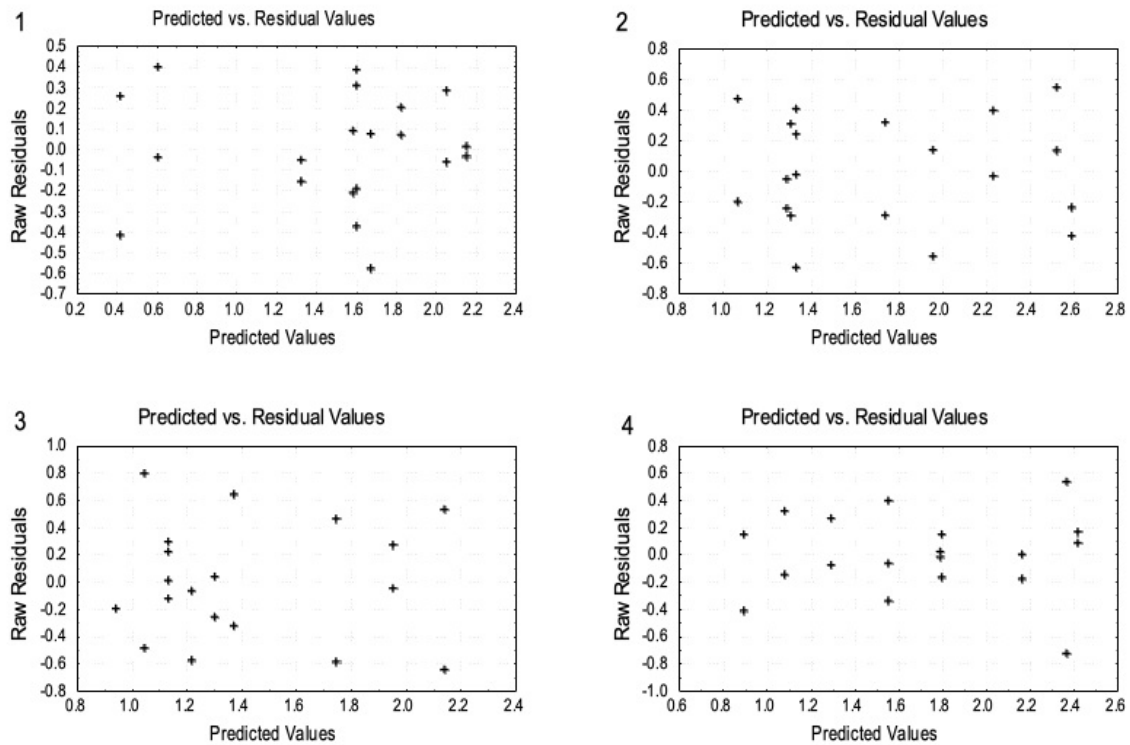 1
Predicted vs. Residual Values
0.5
0.4
0.3
0.2
0.1
0.0
-0.1
-0.2
-0.3
-0.4
-0.5
-0.6
-0.7
Raw Residuals
0.2 0.4 0.6 0.8 1.0 1.2 1.4 1.6 1.8 2.0 2.2 2.4
Predicted Values
2
Predicted vs. Residual Values
0.8
0.6
0.4
0.2
0.0
-0.2
-0.4
-0.6
-0.8
Raw Residuals
0.8 1.0 1.2 1.4 1.6 1.8 2.0 2.2 2.4 2.6 2.8
Predicted Values
3
Predicted vs. Residual Values
1.0
0.8
0.6
0.4
0.2
0.0
-0.2
-0.4
-0.6
-0.8
Raw Residuals
0.8 1.0 1.2 1.4 1.6 1.8 2.0 2.2 2.4
Predicted Values
4
Predicted vs. Residual Values
0.8
0.6
0.4
0.2
0.0
-0.2
-0.4
-0.6
-0.8
-1.0
Raw Residuals
0.6 0.8 1.0 1.2 1.4 1.6 1.8 2.0 2.2 2.4 2.6
Predicted Values